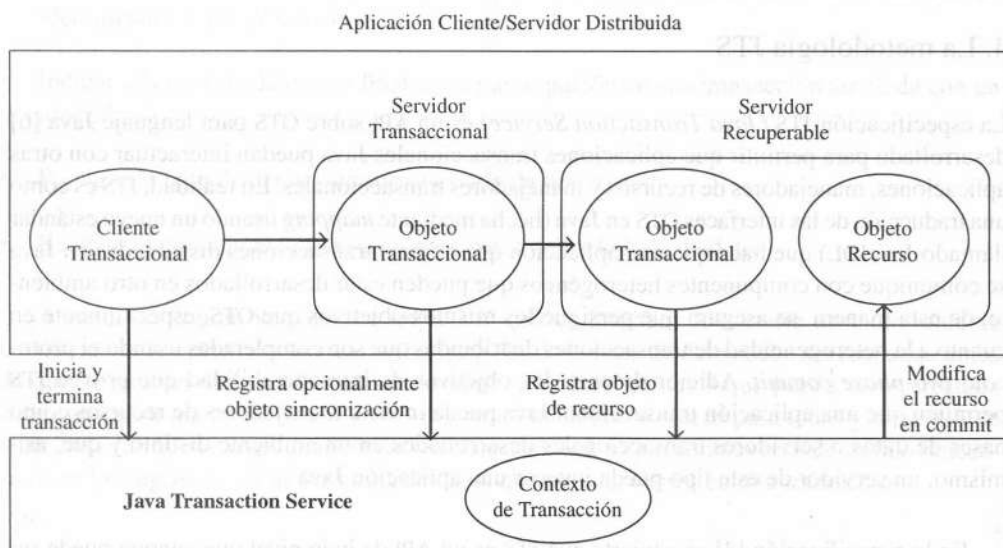 Aplicación Cliente/Servidor Distribuida
Servidor
Transaccional
Servidor
Recuperable
Cliente
Transaccional
Objeto
Transaccional
Objeto
Transaccional
Objeto
Recurso
Inicia y
termina
transacción
Registra opcionalmente
objeto sincronización
Registra objeto
de recurso
Modifica
el recurso
en commit
Java Transaction Service
Contexto
de Transacción